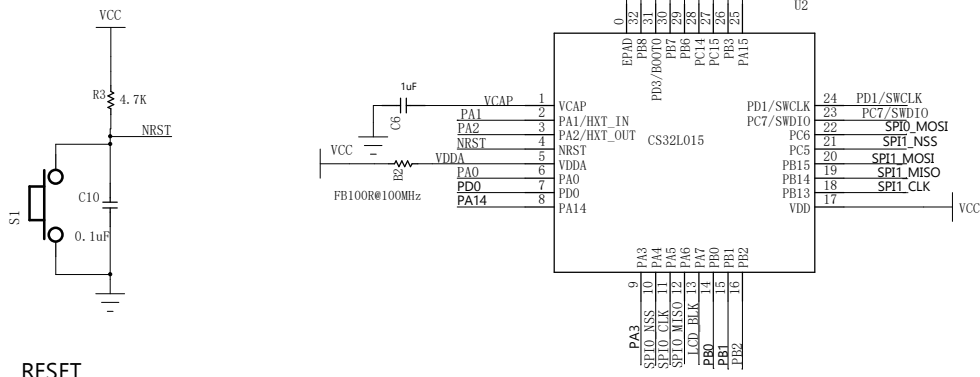 VCC
R3
4.7K
NRST
S1
C10
0.1uF
RESET
U2
0
32
31
30
29
28
27
26
25
EPAD
PB8
PD3/BOOT0
PB7
PB6
PC14
PC15
PB3
PA15
1uF
C6
VCAP
1
VCAP
PA1
2
PA1/HXT_IN
PA2
3
PA2/HXT_OUT
NRST
4
NRST
VCC
B2
FB100R@100MHz
VDDA
5
VDDA
PA0
6
PA0
PD0
7
PD0
PA14
8
PA14
CS32L015
PD1/SWCLK
24
PD1/SWCLK
PC7/SWDIO
23
PC7/SWDIO
PC6
22
SPI0_MOSI
PC5
21
SPI1_NSS
PB15
20
SPI1_MOSI
PB14
19
SPI1_MISO
PB13
18
SPI1_CLK
VDD
17
VCC
PA3
PA4
PA5
PA6
PA7
PB0
PB1
PB2
9
10
11
12
13
14
15
16
PA3
SPI0_NSS
SPI0_CLK
SPI0_MISO
LCD_BLK
PB0
PB1
PB2